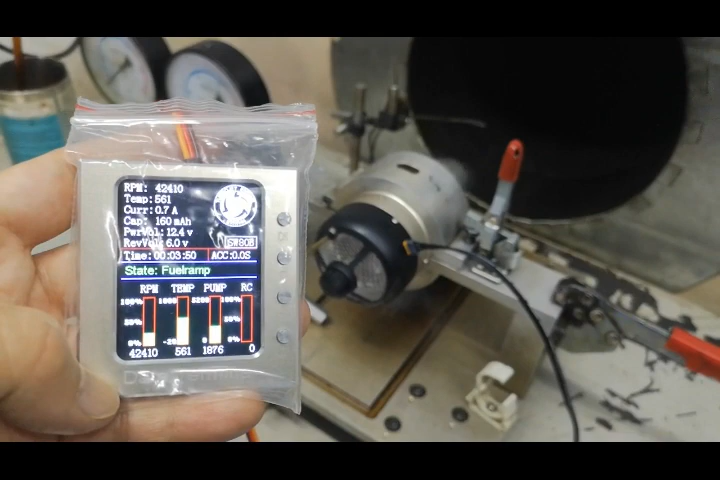 RPM: 42410
Temp: 561
Curr: 0.7 A
Cap: 160 mAh
PwrVol: 12.4 v
RevVol: 6.0 v
Time: 00:03:50 ACC:0.0S
State: Fuelramp
RPM TEMP PUMP RC
100% 100%
50% 50%
0% 0 0%
42410 561 1876 0